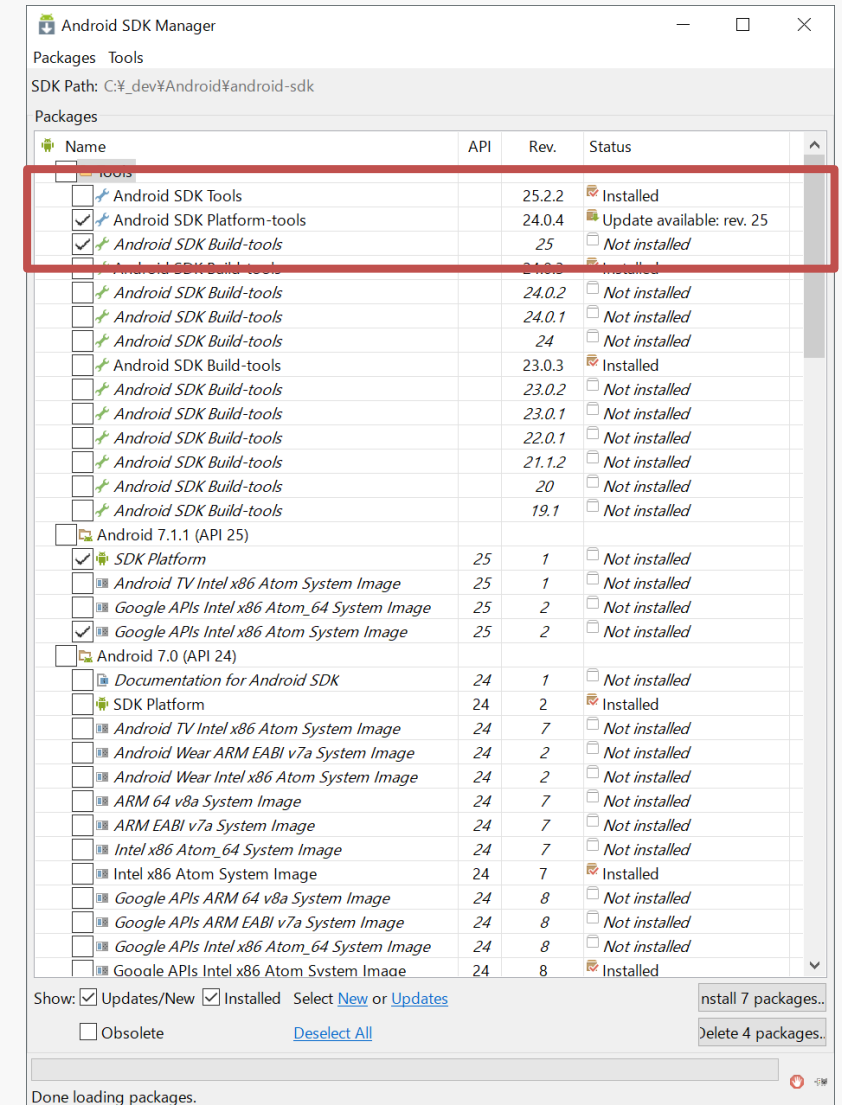 Android SDK Manager
Packages Tools
SDK Path: C:¥_dev¥Android¥android-sdk
Packages
Name API Rev. Status
Tools
Android SDK Tools 25.2.2 Installed
Android SDK Platform-tools 24.0.4 Update available: rev. 25
Android SDK Build-tools 25 Not installed
Android SDK Build-tools 24.0.3 Installed
Android SDK Build-tools 24.0.2 Not installed
Android SDK Build-tools 24.0.1 Not installed
Android SDK Build-tools 24 Not installed
Android SDK Build-tools 23.0.3 Installed
Android SDK Build-tools 23.0.2 Not installed
Android SDK Build-tools 23.0.1 Not installed
Android SDK Build-tools 22.0.1 Not installed
Android SDK Build-tools 21.1.2 Not installed
Android SDK Build-tools 20 Not installed
Android SDK Build-tools 19.1 Not installed
Android 7.1.1 (API 25)
SDK Platform 25 1 Not installed
Android TV Intel x86 Atom System Image 25 1 Not installed
Google APIs Intel x86 Atom_64 System Image 25 2 Not installed
Google APIs Intel x86 Atom System Image 25 2 Not installed
Android 7.0 (API 24)
Documentation for Android SDK 24 1 Not installed
SDK Platform 24 2 Installed
Android TV Intel x86 Atom System Image 24 7 Not installed
Android Wear ARM EABI v7a System Image 24 2 Not installed
Android Wear Intel x86 Atom System Image 24 2 Not installed
ARM 64 v8a System Image 24 7 Not installed
ARM EABI v7a System Image 24 7 Not installed
Intel x86 Atom_64 System Image 24 7 Not installed
Intel x86 Atom System Image 24 7 Installed
Google APIs ARM 64 v8a System Image 24 8 Not installed
Google APIs ARM EABI v7a System Image 24 8 Not installed
Google APIs Intel x86 Atom_64 System Image 24 8 Not installed
Google APIs Intel x86 Atom System Image 24 8 Installed
Show: Updates/New Installed Select New or Updates nstall 7 packages..
Obsolete Deselect All Delete 4 packages..
Done loading packages.